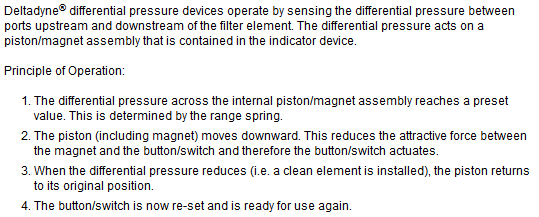 Deltadyne® differential pressure devices operate by sensing the differential pressure between
ports upstream and downstream of the filter element. The differential pressure acts on a
piston/magnet assembly that is contained in the indicator device.
Principle of Operation:
1. The differential pressure across the internal piston/magnet assembly reaches a preset
value. This is determined by the range spring.
2. The piston (including magnet) moves downward. This reduces the attractive force between
the magnet and the button/switch and therefore the button/switch actuates.
3. When the differential pressure reduces (i.e. a clean element is installed), the piston returns
to its original position.
4. The button/switch is now re-set and is ready for use again.